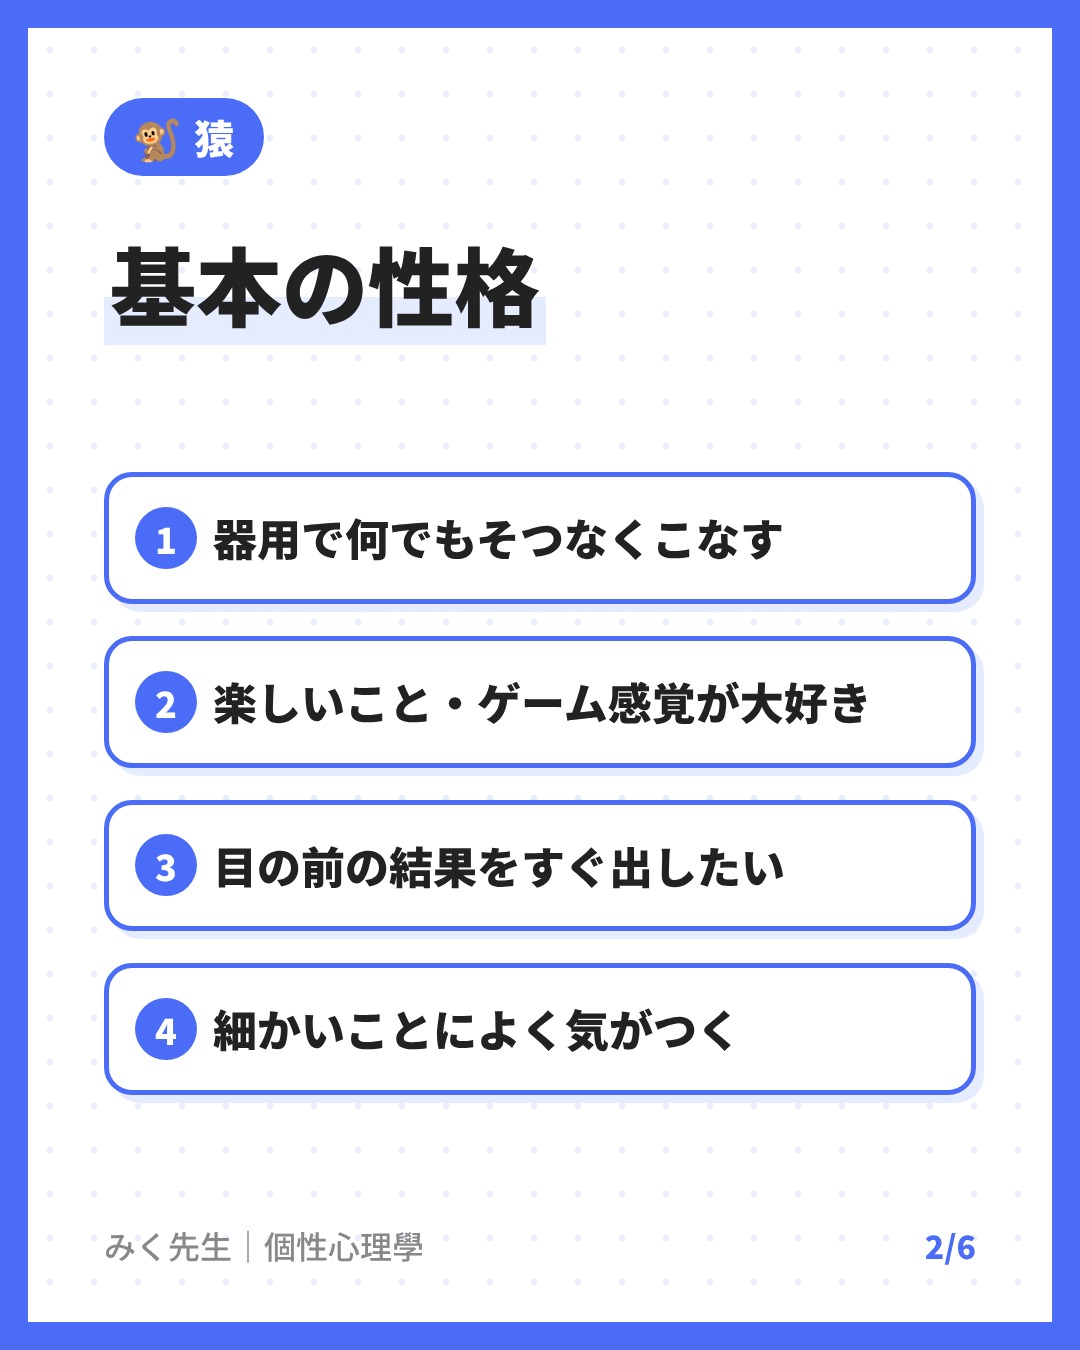 🐒 猿
基本の性格
1 器用で何でもそつなくこなす
2 楽しいこと・ゲーム感覚が大好き
3 目の前の結果をすぐ出したい
4 細かいことによく気がつく
みく先生｜個性心理學
2/6